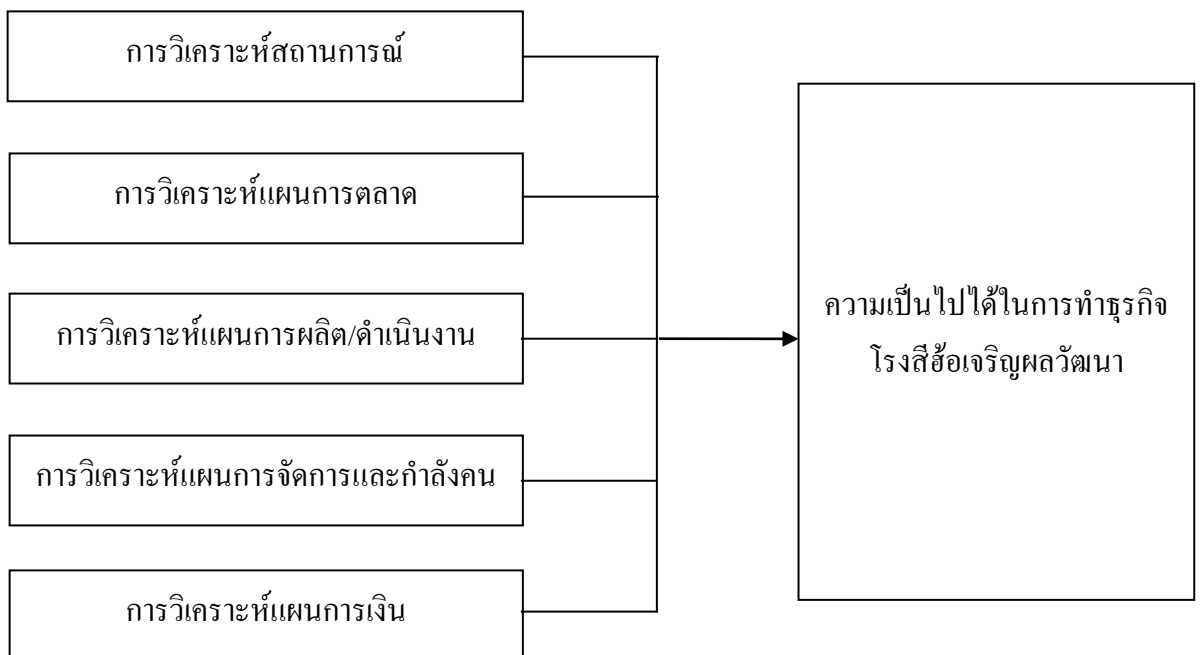 การวิเคราะห์สถานการณ์
การวิเคราะห์แผนการตลาด
การวิเคราะห์แผนการผลิต/ดำเนินงาน
การวิเคราะห์แผนการจัดการและกำลังคน
การวิเคราะห์แผนการเงิน
ความเป็นไปได้ในการทำธุรกิจ
โรงสีฮ้อเจริญผลวัฒนา